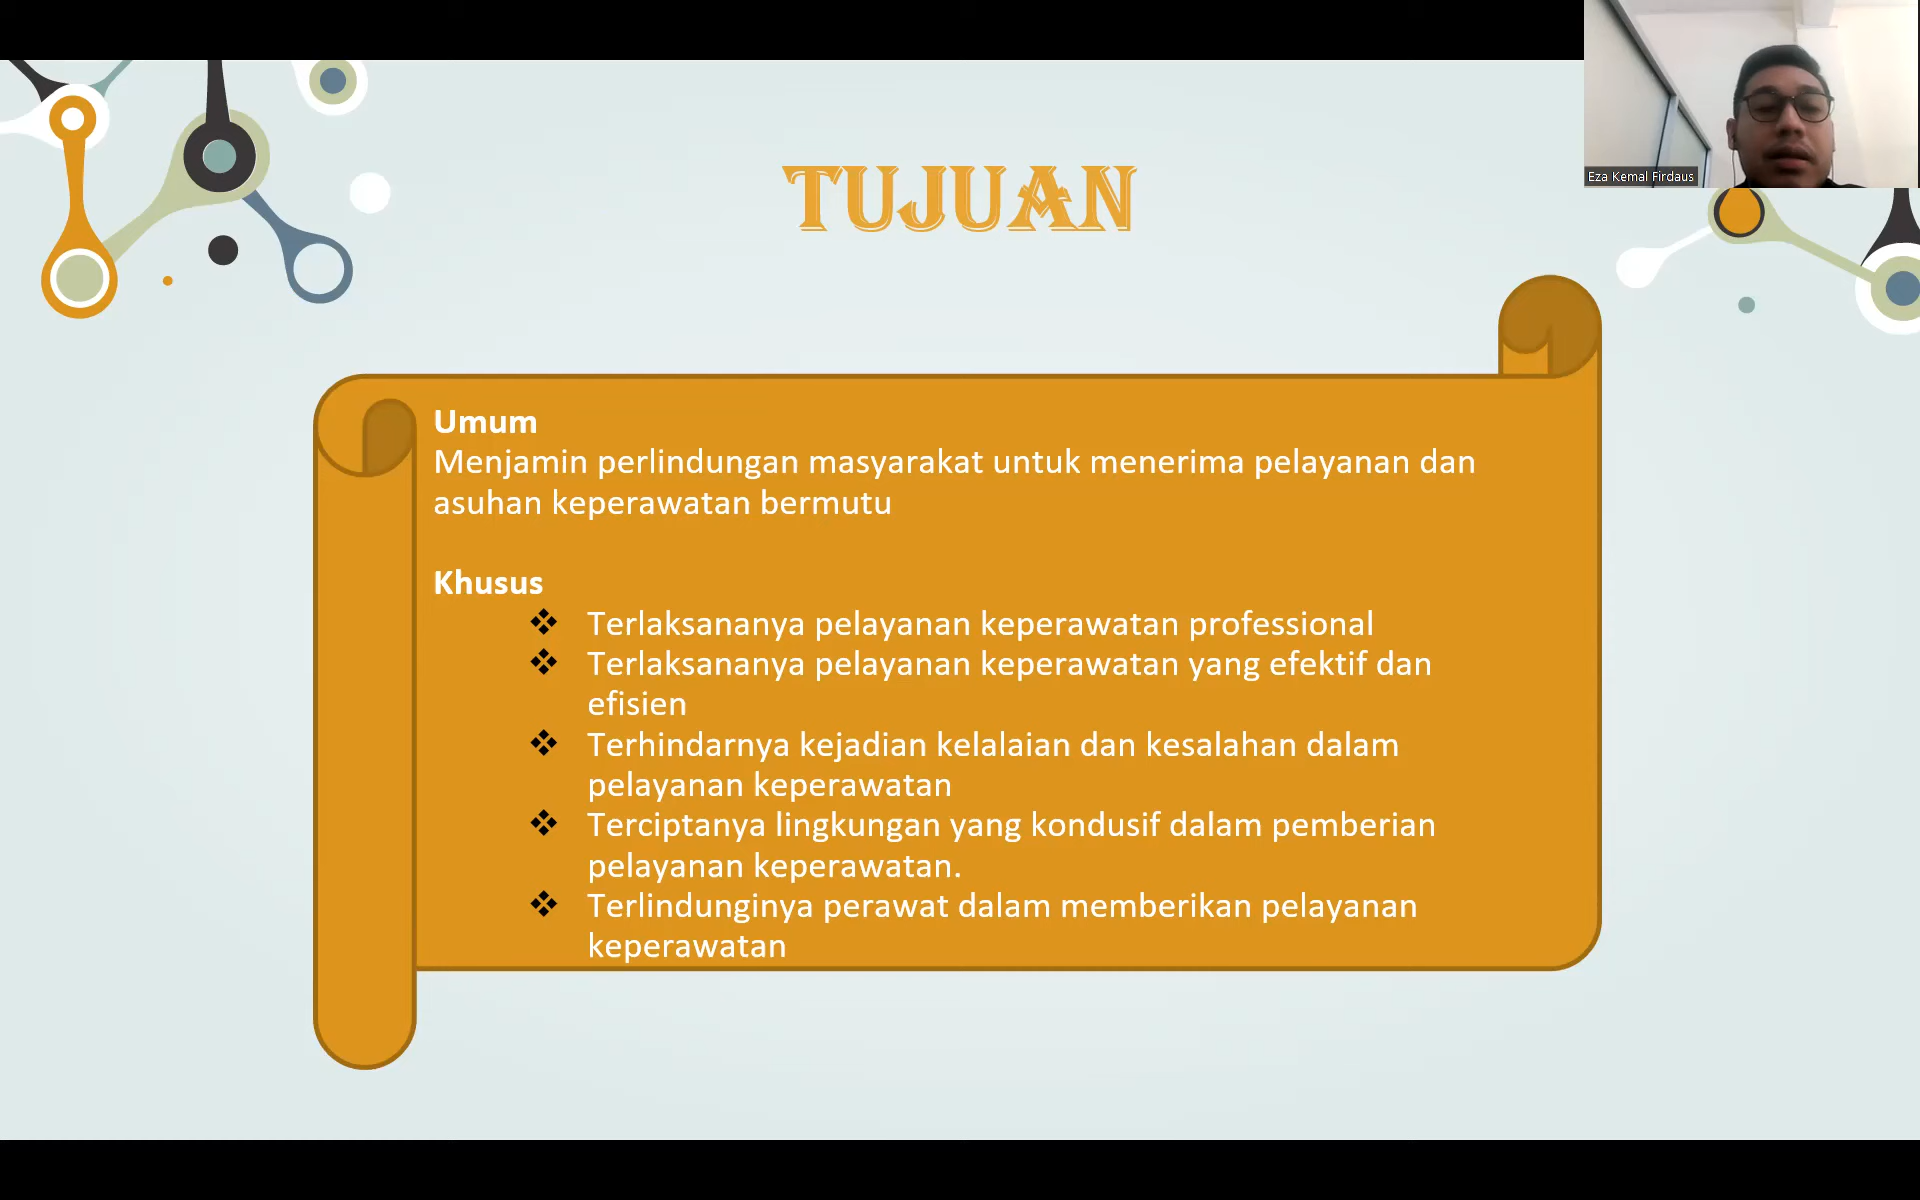 Eza Kemal Firdaus
TUJUAN
Umum
Menjamin perlindungan masyarakat untuk menerima pelayanan dan
asuhan keperawatan bermutu
Khusus
❖ Terlaksananya pelayanan keperawatan professional
❖ Terlaksananya pelayanan keperawatan yang efektif dan
efisien
❖ Terhindarnya kejadian kelalaian dan kesalahan dalam
pelayanan keperawatan
❖ Terciptanya lingkungan yang kondusif dalam pemberian
pelayanan keperawatan.
❖ Terlindunginya perawat dalam memberikan pelayanan
keperawatan